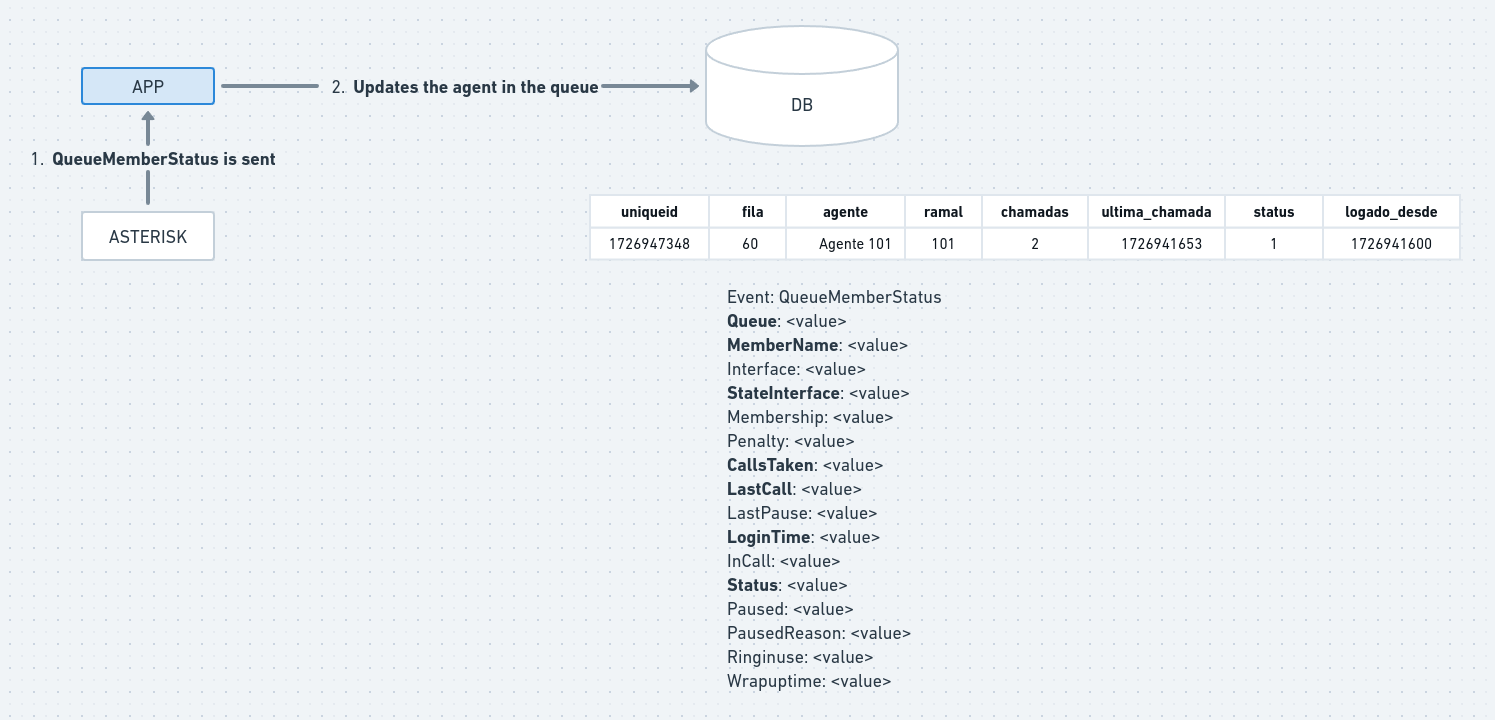 APP
2. Updates the agent in the queue
DB
1. QueueMemberStatus is sent
ASTERISK
uniqueid fila agente ramal chamadas ultima_chamada status logado_desde
1726947348 60 Agente 101 101 2 1726941653 1 1726941600
Event: QueueMemberStatus
Queue: <value>
MemberName: <value>
Interface: <value>
StateInterface: <value>
Membership: <value>
Penalty: <value>
CallsTaken: <value>
LastCall: <value>
LastPause: <value>
LoginTime: <value>
InCall: <value>
Status: <value>
Paused: <value>
PausedReason: <value>
Ringinuse: <value>
Wrapuptime: <value>